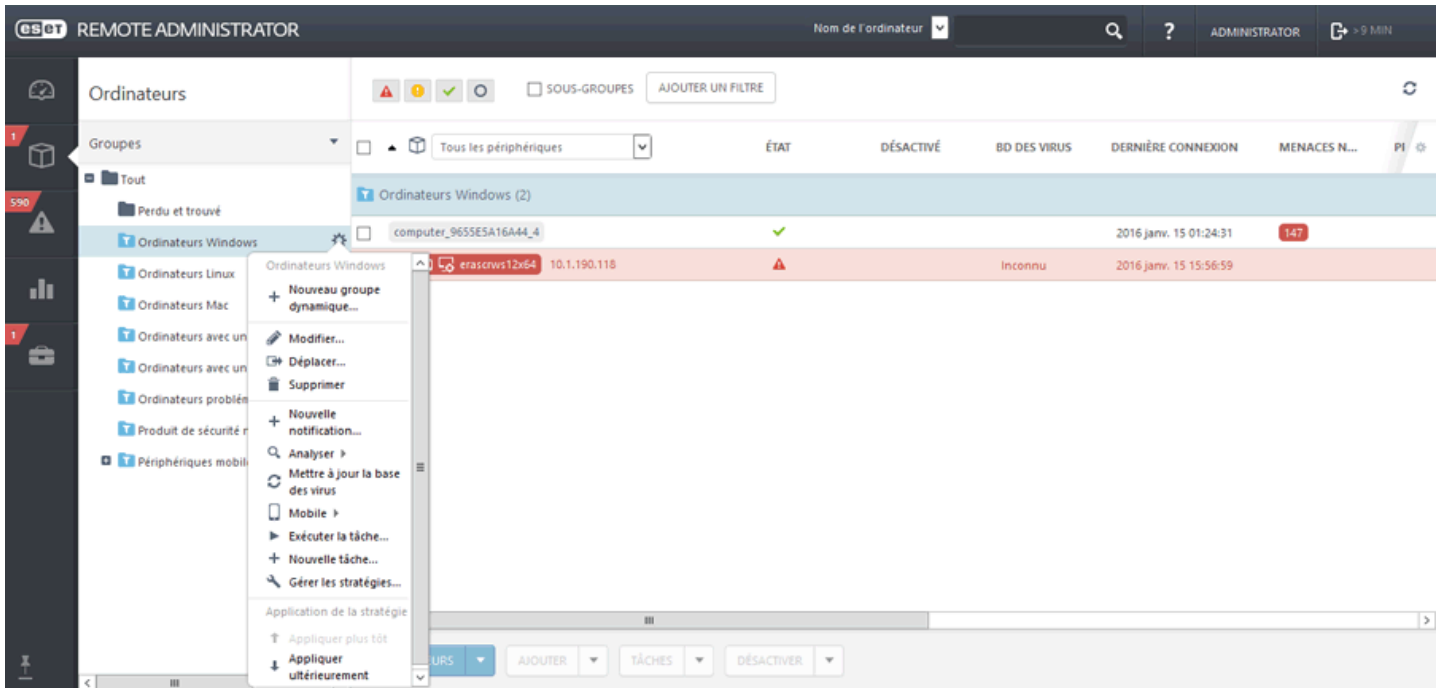 eset REMOTE ADMINISTRATOR Nom de l'ordinateur ? ADMINISTRATOR >9 MIN
Ordinateurs SOUS-GROUPES AJOUTER UN FILTRE
1
Groupes Tous les périphériques ÉTAT DÉSACTIVÉ BD DES VIRUS DERNIÈRE CONNEXION MENACES N... PI
Tout
Ordinateurs Windows (2)
590
Perdu et trouvé
Ordinateurs Windows computer_9655E5A16A44_4 2016 janv. 15 01:24:31 147
erascrws12x64 10.1.190.118 Inconnu 2016 janv. 15 15:56:59
Ordinateurs Linux
Ordinateurs Mac
1
Ordinateurs avec un
Ordinateurs avec un
Ordinateurs problém
Produit de sécurité
Périphériques mobil
Ordinateurs Windows
Nouveau groupe
dynamique...
Modifier...
Déplacer...
Supprimer
Nouvelle
notification...
Analyser
Mettre à jour la base
des virus
Mobile
Exécuter la tâche...
Nouvelle tâche...
Gérer les stratégies...
Application de la stratégie
Appliquer plus tôt
Appliquer
ultérieurement
URS AJOUTER TÂCHES DÉSACTIVER